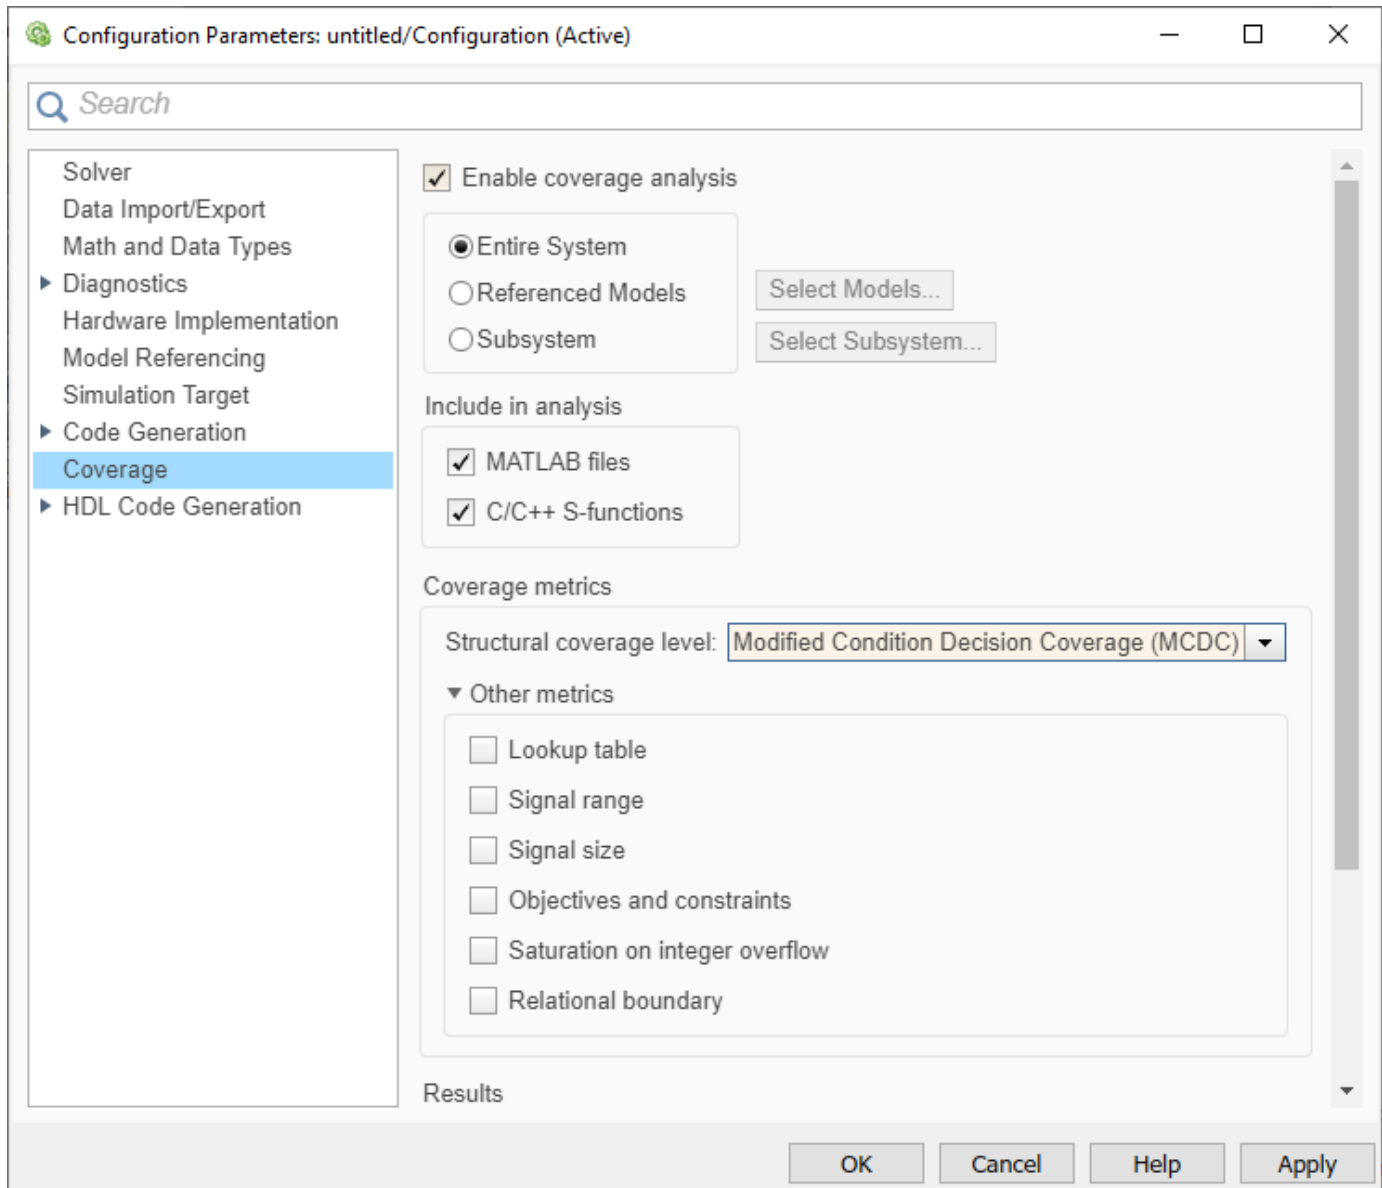 Configuration Parameters: untitled/Configuration (Active)
Search
Solver
Data Import/Export
Math and Data Types
Diagnostics
Hardware Implementation
Model Referencing
Simulation Target
Code Generation
Coverage
HDL Code Generation
Enable coverage analysis
Entire System
Referenced Models
Select Models...
Subsystem
Select Subsystem...
Include in analysis
MATLAB files
C/C++ S-functions
Coverage metrics
Structural coverage level: Modified Condition Decision Coverage (MCDC)
Other metrics
Lookup table
Signal range
Signal size
Objectives and constraints
Saturation on integer overflow
Relational boundary
Results
OK Cancel Help Apply